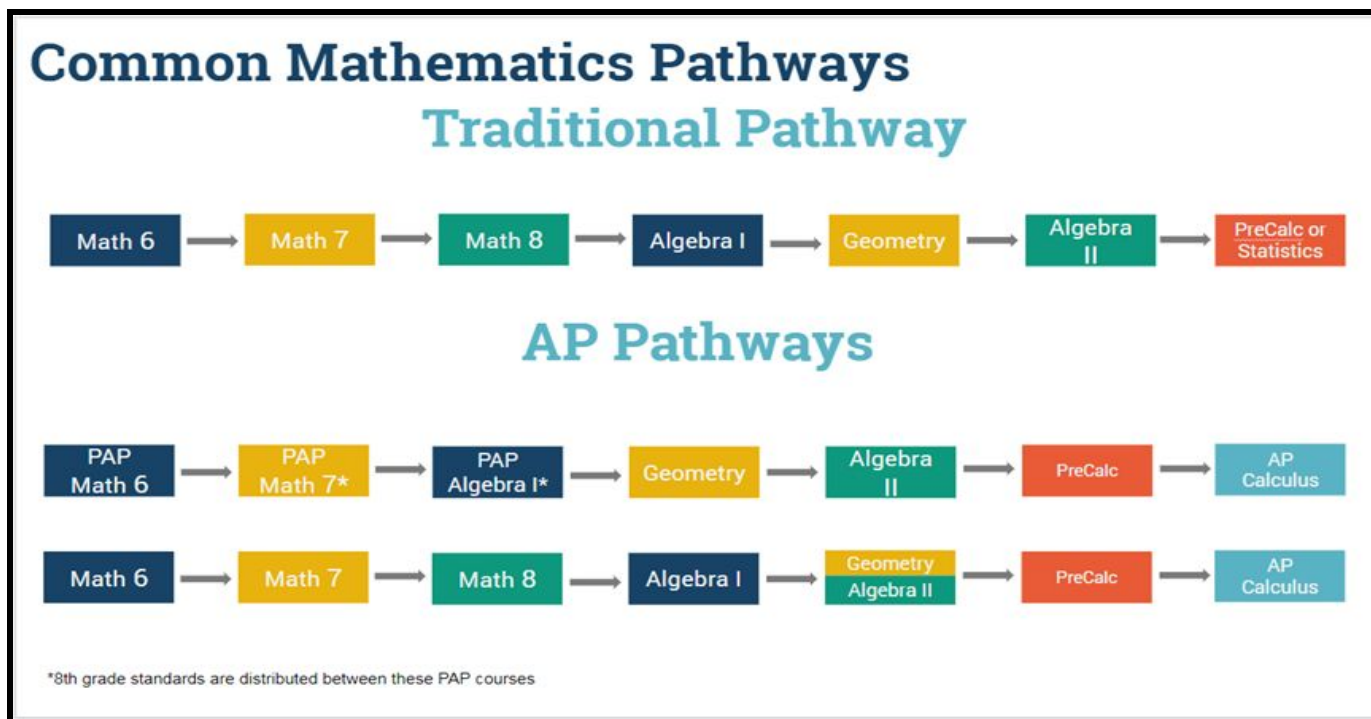 Common Mathematics Pathways
Traditional Pathway
Math 6
Math 7
Math 8
Algebra I
Geometry
Algebra
II
PreCalc or
Statistics
AP Pathways
PAP
Math 6
PAP
Math 7*
PAP
Algebra I*
Geometry
Algebra
II
PreCalc
AP
Calculus
Math 6
Math 7
Math 8
Algebra I
Geometry
Algebra II
PreCalc
AP
Calculus
*8th grade standards are distributed between these PAP courses